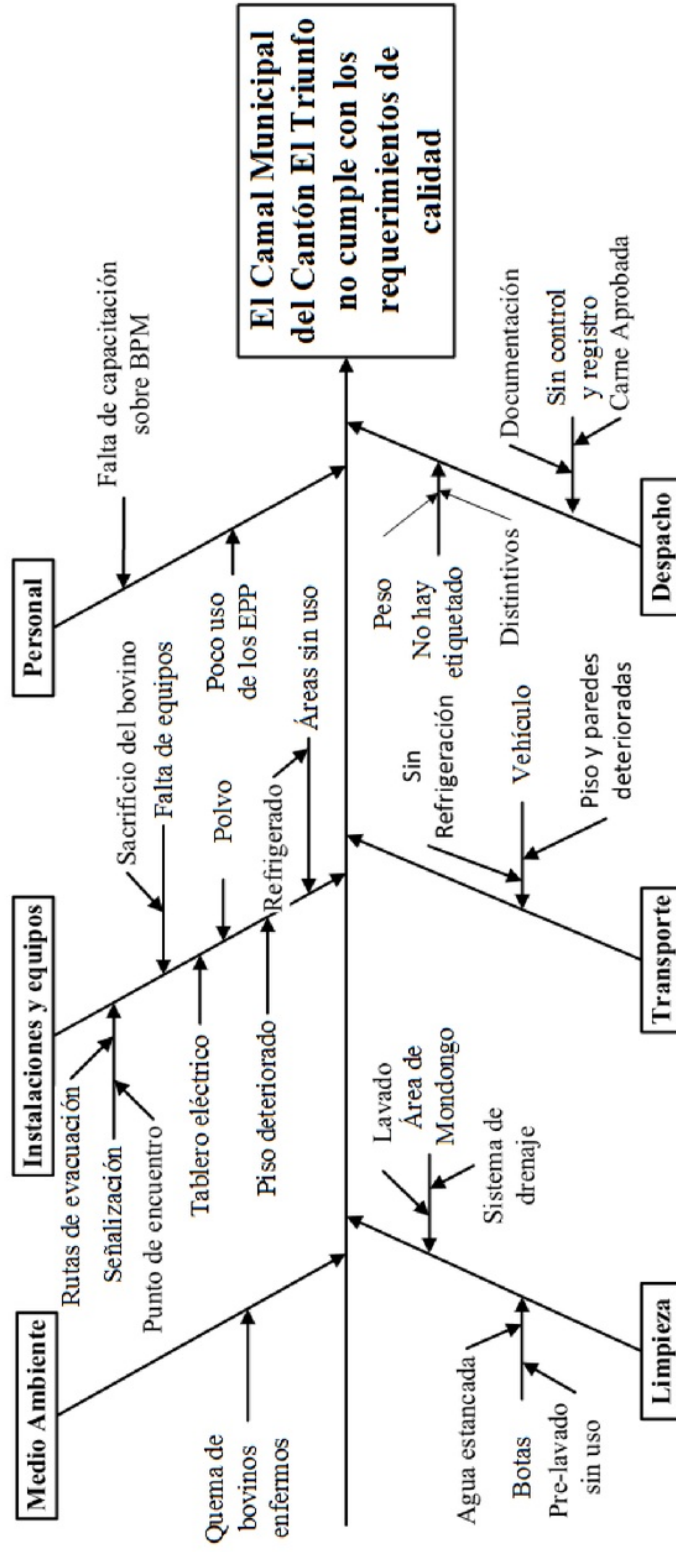 Medio Ambiente
Quema de
bovinos
enfermos
Instalaciones y equipos
Rutas de evacuación
Señalización
Punto de encuentro
Tablero eléctrico
Piso deteriorado
Sacrificio del bovino
Falta de equipos
Polvo
Refrigerado
Áreas sin uso
Personal
Falta de capacitación
sobre BPM
Poco uso
de los EPP
El Camal Municipal
del Cantón El Triunfo
no cumple con los
requerimientos de
calidad
Limpieza
Agua estancada
Botas
Pre-lavado
sin uso
Lavado
Área de
Mondongo
Sistema de
drenaje
Transporte
Sin
Refrigeración
Vehículo
Piso y paredes
deterioradas
Despacho
Peso
No hay
etiquetado
Distintivos
Documentación
Sin control
y registro
Carne Aprobada